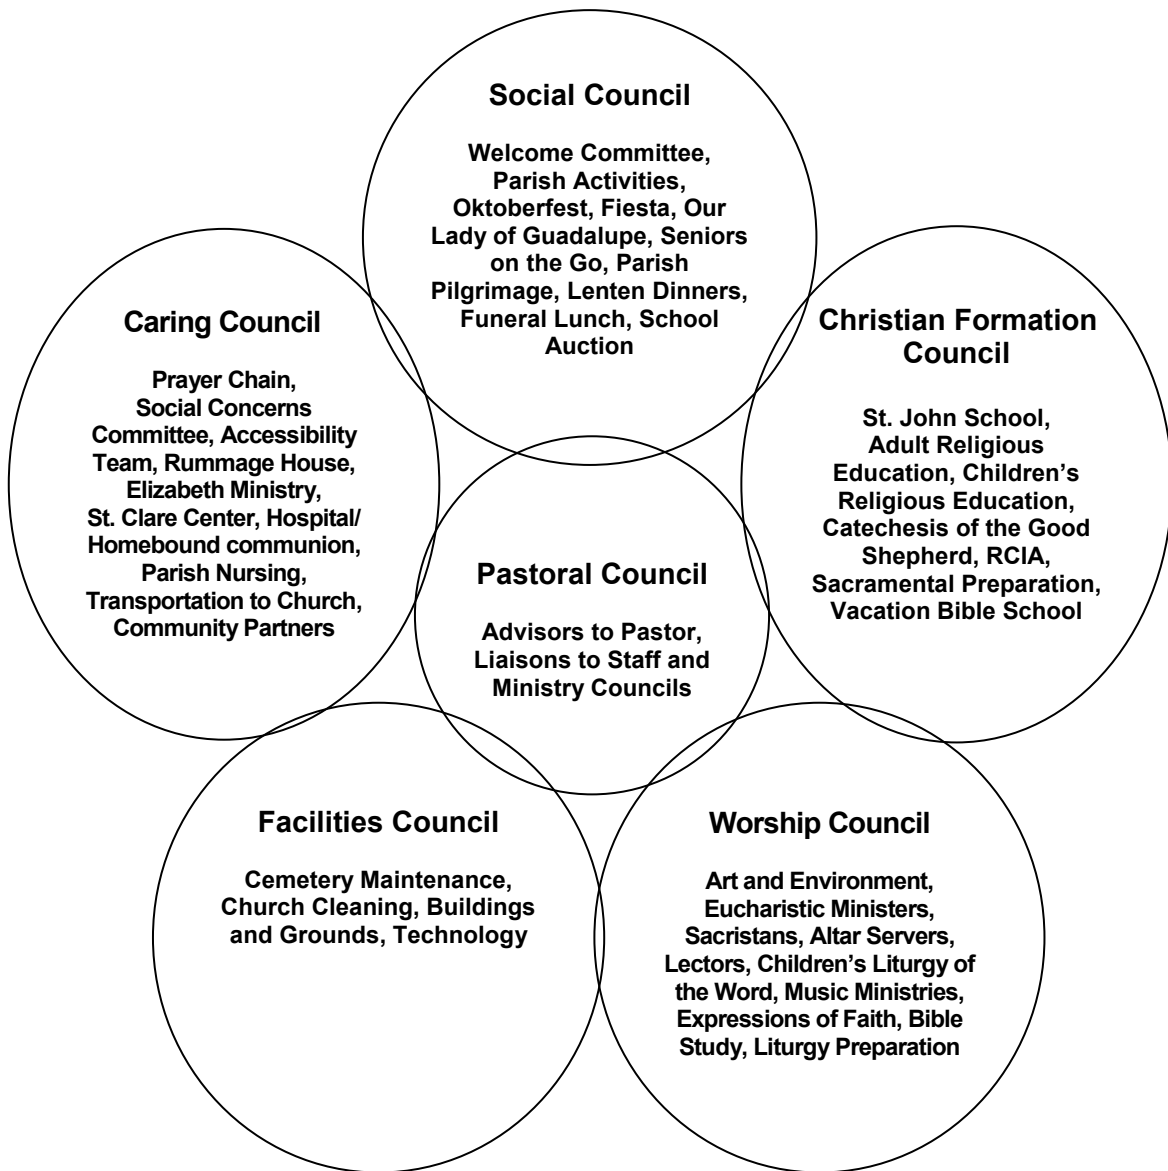 Social Council
Welcome Committee,
Parish Activities,
Oktoberfest, Fiesta, Our
Lady of Guadalupe, Seniors
on the Go, Parish
Pilgrimage, Lenten Dinners,
Funeral Lunch, School
Auction
Caring Council
Prayer Chain,
Social Concerns
Committee, Accessibility
Team, Rummage House,
Elizabeth Ministry,
St. Clare Center, Hospital/
Homebound communion,
Parish Nursing,
Transportation to Church,
Community Partners
Christian Formation
Council
St. John School,
Adult Religious
Education, Children’s
Religious Education,
Catechesis of the Good
Shepherd, RCIA,
Sacramental Preparation,
Vacation Bible School
Pastoral Council
Advisors to Pastor,
Liaisons to Staff and
Ministry Councils
Facilities Council
Cemetery Maintenance,
Church Cleaning, Buildings
and Grounds, Technology
Worship Council
Art and Environment,
Eucharistic Ministers,
Sacristans, Altar Servers,
Lectors, Children’s Liturgy of
the Word, Music Ministries,
Expressions of Faith, Bible
Study, Liturgy Preparation